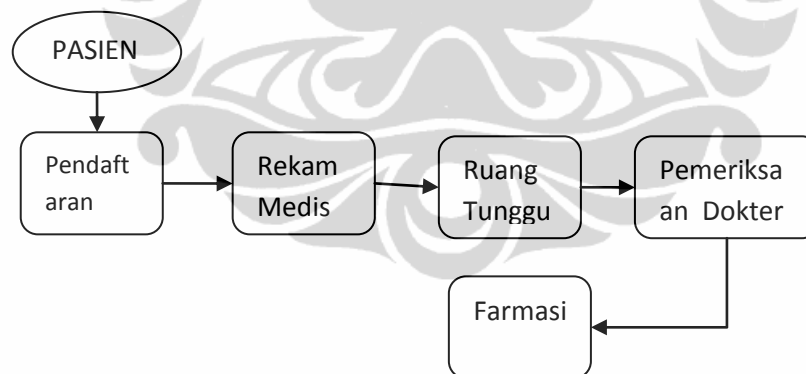 PASIEN
Pendaft
aran
Rekam
Medis
Ruang
Tunggu
Pemeriksa
an Dokter
Farmasi